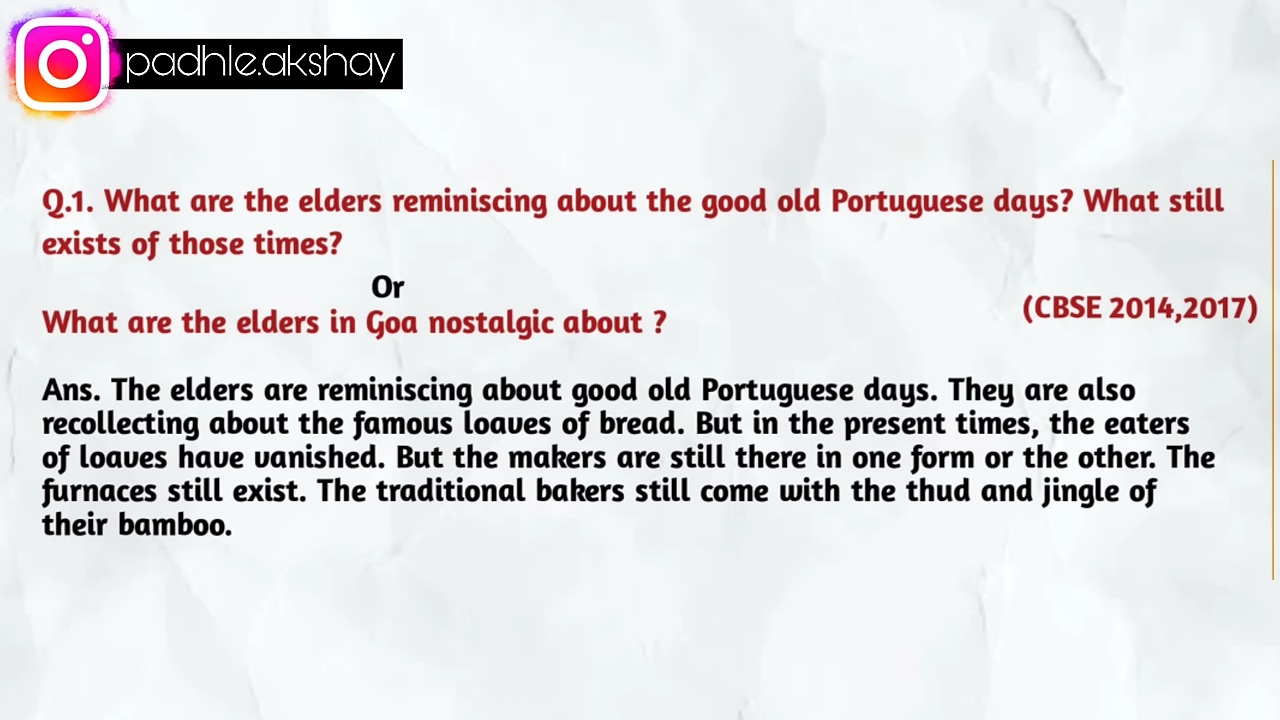 padhle.akshay
Q.1. What are the elders reminiscing about the good old Portuguese days? What still
exists of those times?
Or
(CBSE 2014,2017)
What are the elders in Goa nostalgic about ?
Ans. The elders are reminiscing about good old Portuguese days. They are also
recollecting about the famous loaves of bread. But in the present times, the eaters
of loaves have vanished. But the makers are still there in one form or the other. The
furnaces still exist. The traditional bakers still come with the thud and jingle of
their bamboo.